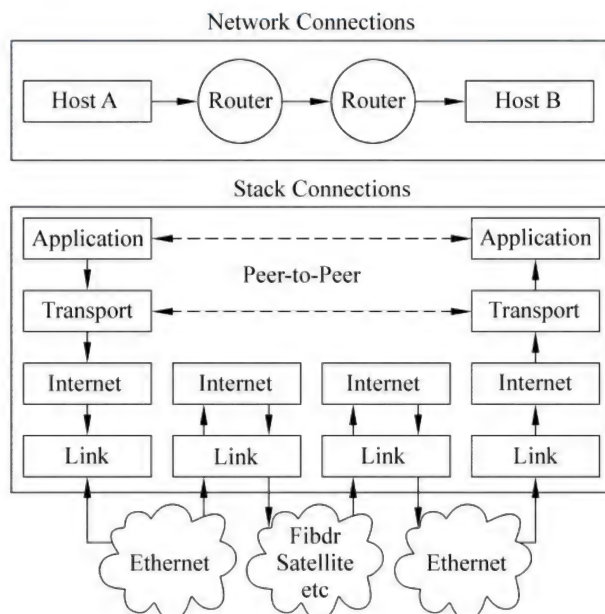 Network Connections
Host A Router Router Host B
Stack Connections
Application Application
Peer-to-Peer
Transport Transport
Internet Internet Internet Internet
Link Link Link Link
Ethernet Fibdr Ethernet
Satellite
etc